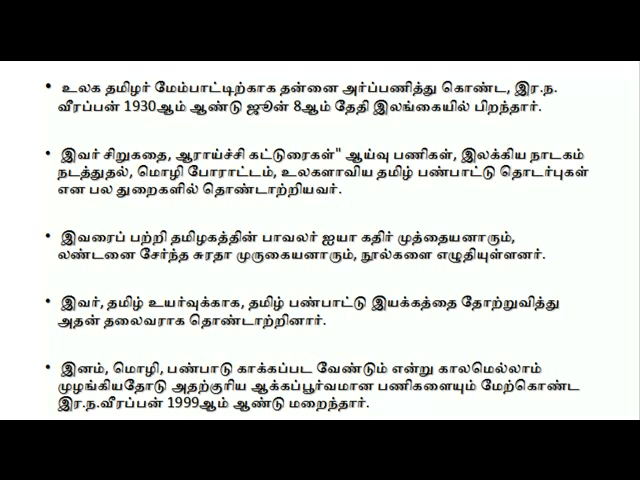 • உலக தமிழர் மேம்பாட்டிற்காக தன்னை அர்ப்பணித்து கொண்ட, இர.ந.
வீரப்பன் 1930ஆம் ஆண்டு ஜூன் 8ஆம் தேதி இலங்கையில் பிறந்தார்.
• இவர் சிறுகதை, ஆராய்ச்சி கட்டுரைகள்" ஆய்வு பணிகள், இலக்கிய நாடகம்
நடத்துதல், மொழி போராட்டம், உலகளாவிய தமிழ் பண்பாட்டு தொடர்புகள்
என பல துறைகளில் தொண்டாற்றியவர்.
• இவரைப் பற்றி தமிழகத்தின் பாவலர் ஐயா கதிர் முத்தையனாரும்,
லண்டனை சேர்ந்த சுரதா முருகையனாரும், நூல்களை எழுதியுள்ளனர்.
• இவர், தமிழ் உயர்வுக்காக, தமிழ் பண்பாட்டு இயக்கத்தை தோற்றுவித்து
அதன் தலைவராக தொண்டாற்றினார்.
• இனம், மொழி, பண்பாடு காக்கப்பட வேண்டும் என்று காலமெல்லாம்
முழங்கியதோடு அதற்குரிய ஆக்கப்பூர்வமான பணிகளையும் மேற்கொண்ட
இர.ந.வீரப்பன் 1999ஆம் ஆண்டு மறைந்தார்.